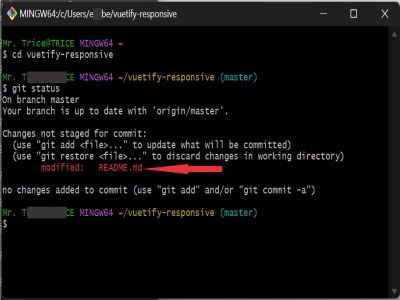 MINGW64:/c/Users/e be/vuetify-responsive
Mr. Trice@TRICE MINGW64 ~
$ cd vuetify-responsive
Mr. Tr CE MINGW64 ~/vuetify-responsive (master)
$ git status
On branch master
Your branch is up to date with 'origin/master'.
Changes not staged for commit:
(use "git add <file>..." to update what will be committed)
(use "git restore <file>..." to discard changes in working directory)
modified: README.md
no changes added to commit (use "git add" and/or "git commit -a")
Mr. Tr CE MINGW64 ~/vuetify-responsive (master)
$